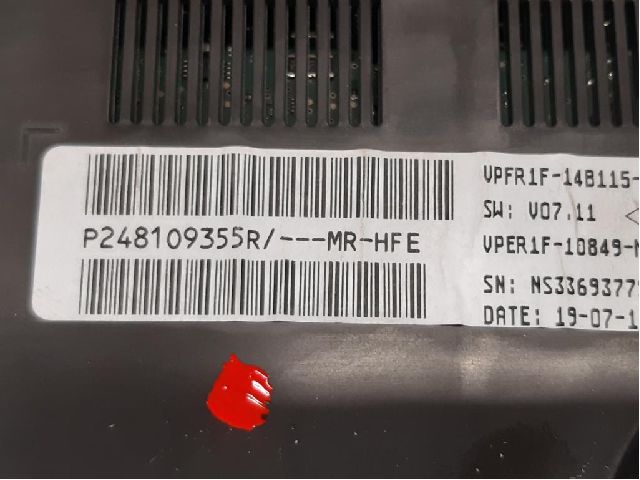 P248109355R/---MR-HFE
VPFR1F-14B115-
SW: V07.11
VPER1F-10849-
SN: NS3369377
DATE: 19-07-1